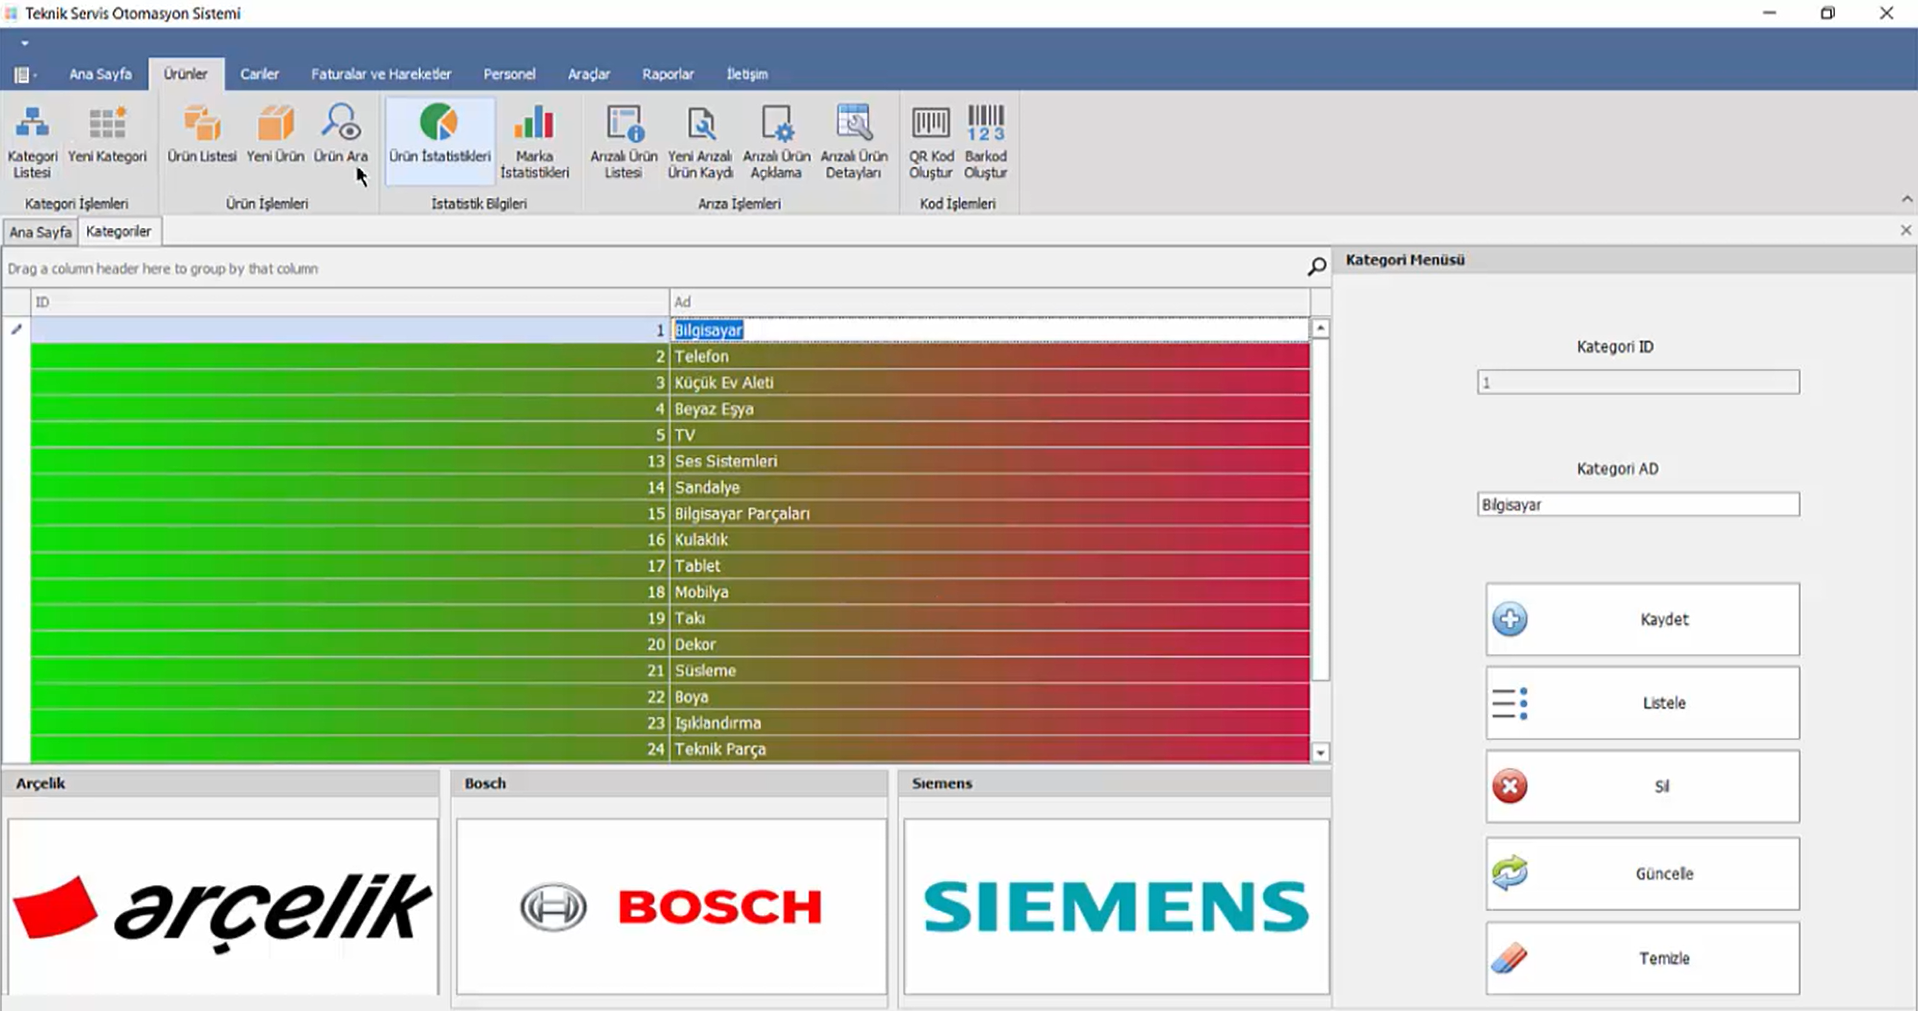 Teknik Servis Otomasyon Sistemi
Ana Sayfa Ürünler Cariler Faturalar ve Hareketler Personel Araçlar Raporlar İletişim
Kategori Listesi Yeni Kategori Ürün Listesi Yeni Ürün Ürün Ara Ürün İstatistikleri Marka İstatistikleri Arızalı Ürün Listesi Yeni Arızalı Ürün Kaydı Arızalı Ürün Açıklama Arızalı Ürün Detayları QR Kod Oluştur 123 Barkod Oluştur
Kategori İşlemleri Ürün İşlemleri İstatistik Bilgileri Arıza İşlemleri Kod İşlemleri
Ana Sayfa Kategoriler
Drag a column header here to group by that column
ID Ad
1 Bilgisayar
2 Telefon
3 Küçük Ev Aleti
4 Beyaz Eşya
5 TV
13 Ses Sistemleri
14 Sandalye
15 Bilgisayar Parçaları
16 Kulaklık
17 Tablet
18 Mobilya
19 Takı
20 Dekor
21 Süsleme
22 Boya
23 Işıklandırma
24 Teknik Parça
Kategori Menüsü
Kategori ID
1
Kategori AD
Bilgisayar
Kaydet
Listele
Sil
Güncelle
Temizle
Arçelik
arçelik
Bosch
BOSCH
Siemens
SIEMENS